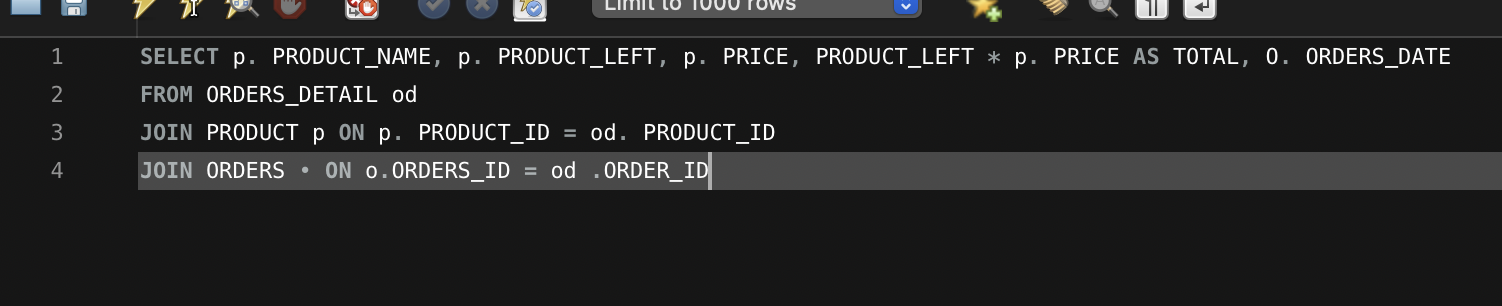 Limit to 1000 rows
1 SELECT p. PRODUCT_NAME, p. PRODUCT_LEFT, p. PRICE, PRODUCT_LEFT * p. PRICE AS TOTAL, O. ORDERS_DATE
2 FROM ORDERS_DETAIL od
3 JOIN PRODUCT p ON p. PRODUCT_ID = od. PRODUCT_ID
4 JOIN ORDERS • ON o.ORDERS_ID = od .ORDER_ID